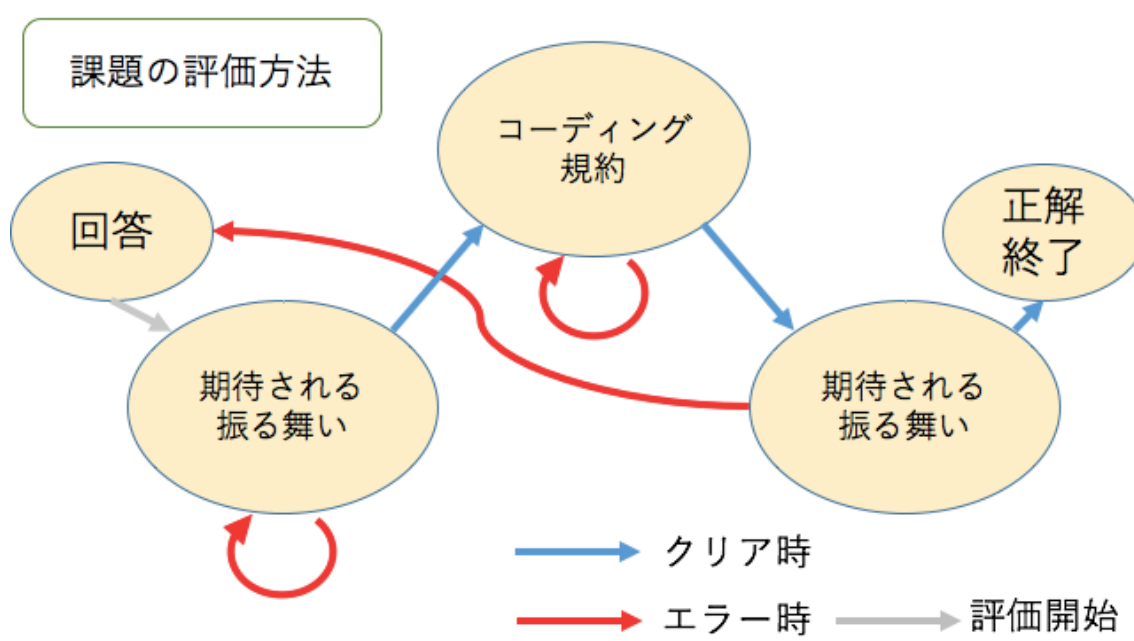 課題の評価方法
コーディング
規約
回答
正解
終了
期待される
振る舞い
期待される
振る舞い
クリア時
エラー時
評価開始